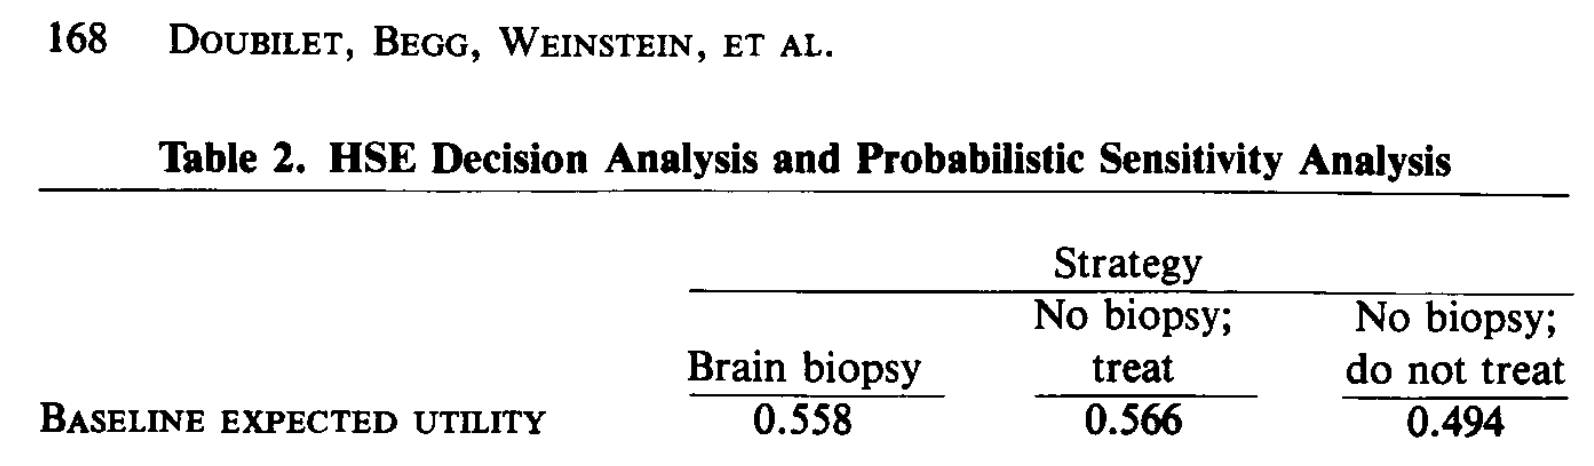 168 DOUBILET, BEGG, WEINSTEIN, ET AL.
Table 2. HSE Decision Analysis and Probabilistic Sensitivity Analysis
Strategy
No biopsy; No biopsy;
Brain biopsy treat do not treat
BASELINE EXPECTED UTILITY 0.558 0.566 0.494